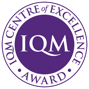 IQM CENTRE of EXCELLENCE
IQM
• AWARD •